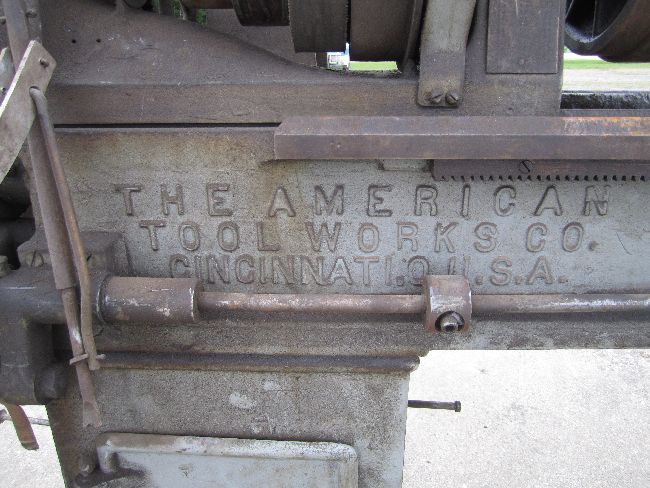 THE AMERICAN
TOOL WORKS CO.
CINCINNATI.O.U.S.A.